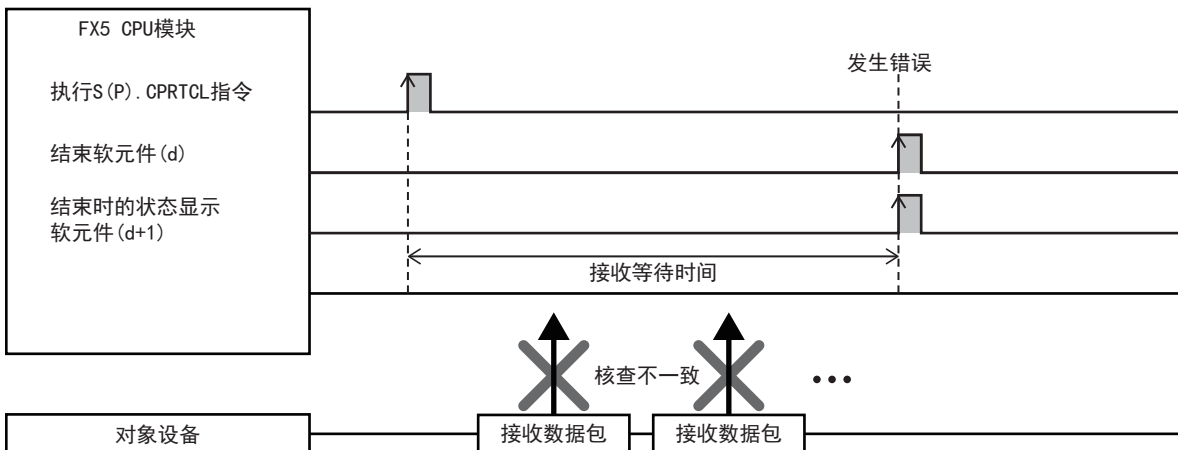 FX5 CPU模块
发生错误
执行S(P).CPRTCL指令
结束软元件(d)
结束时的状态显示
软元件(d+1)
接收等待时间
核查不一致
•••
对象设备
接收数据包
接收数据包